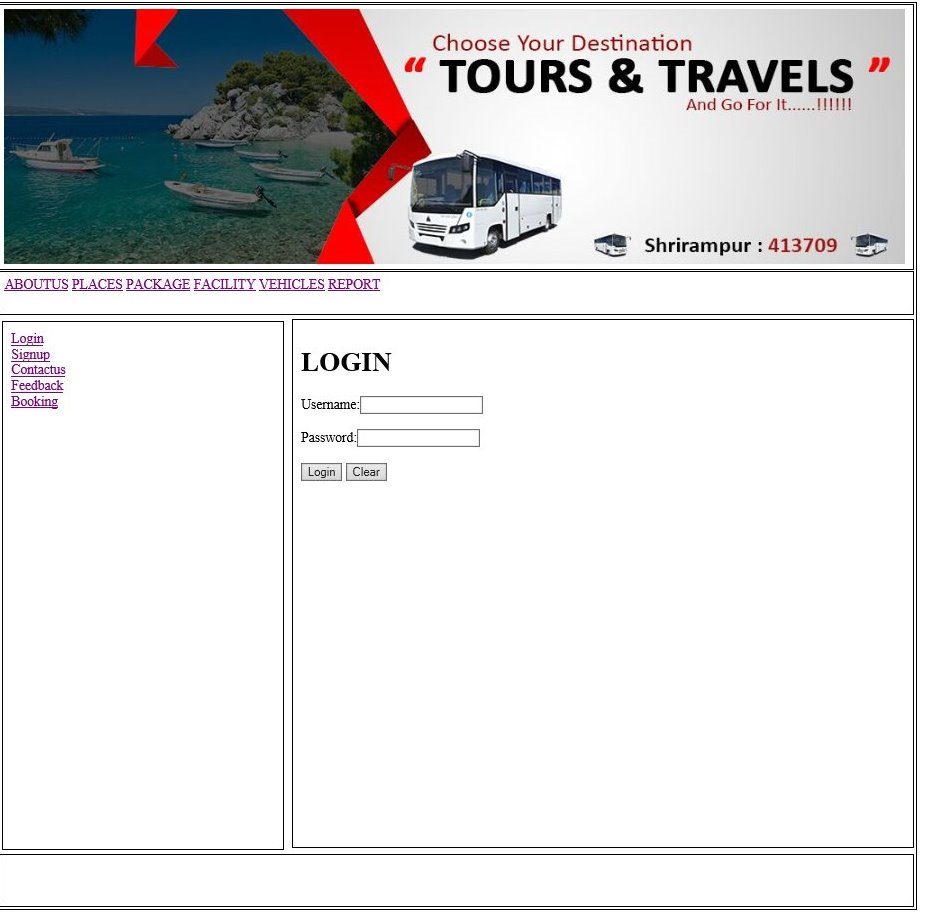 Choose Your Destination
“ TOURS & TRAVELS ”
And Go For It......!!!!!!
Shrirampur : 413709
ABOUTUS PLACES PACKAGE FACILITY VEHICLES REPORT
Login
Signup
Contactus
Feedback
Booking
LOGIN
Username:
Password:
Login Clear